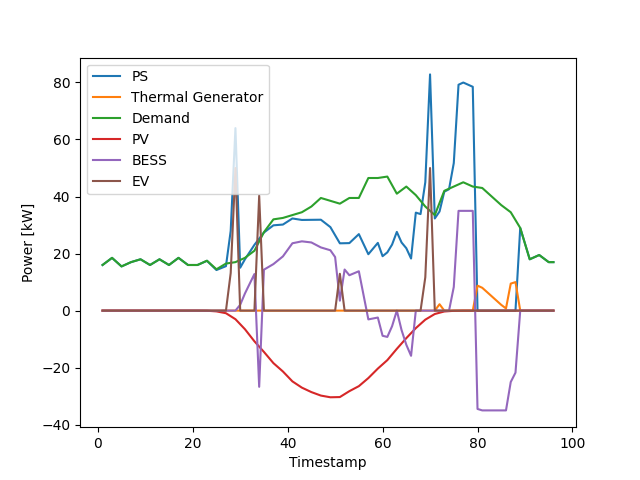 PS
Thermal Generator
Demand
PV
BESS
EV
Power [kW]
80
60
40
20
0
−20
−40
0 20 40 60 80 100
Timestamp